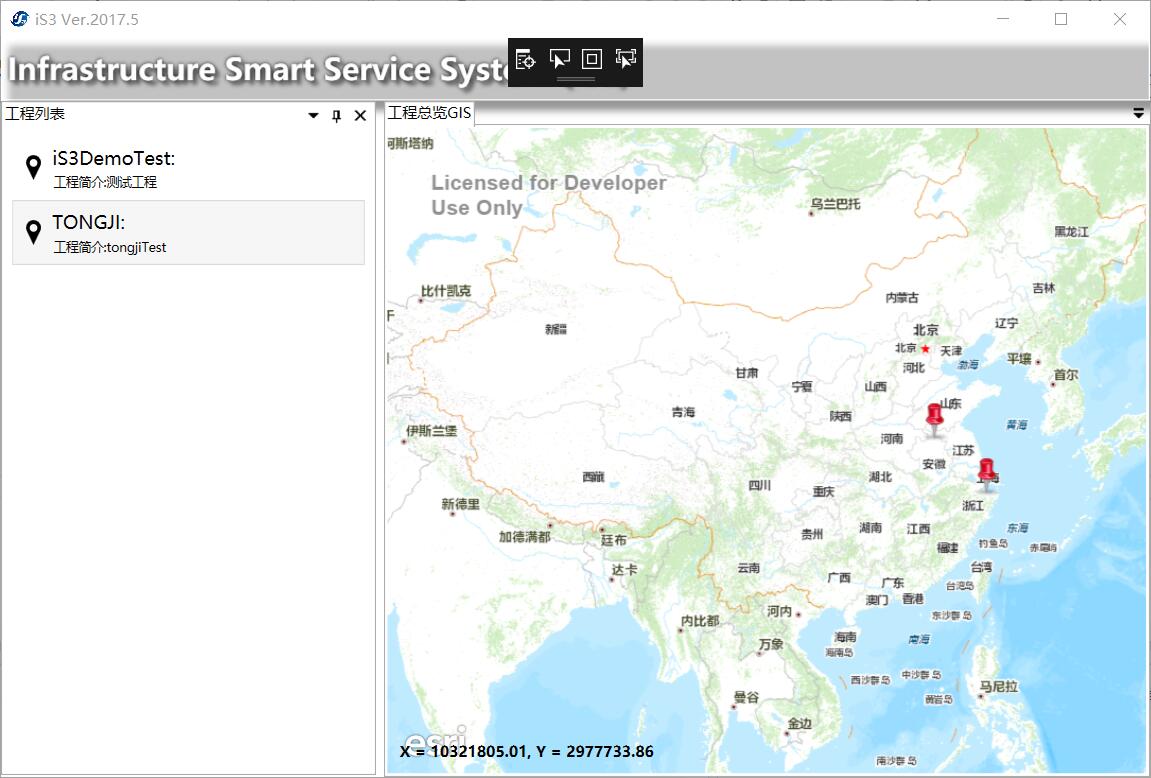 iS3 Ver.2017.5
Infrastructure Smart Service
工程列表
工程总览GIS
iS3DemoTest:
工程简介:测试工程
TONGJI:
工程简介:tongjiTest
阿斯塔纳
Licensed for Developer
Use Only
乌兰巴托
黑龙江
吉林
比什凯克
内蒙古
辽宁
新疆
北京
北京
天津
平壤
河北
渤海
首尔
甘肃
宁夏
山西
山东
青海
陕西
黄海
伊斯兰堡
河南
江苏
安徽
西藏
四川
湖北
重庆
上海
新德里
浙江
加德满都
廷布
贵州
湖南
江西
东海
福建
钓鱼岛
赤尾屿
达卡
云南
广西
广东
台湾
台湾岛
澳门
香港
内比都
河内
东沙群岛
万象
海南
海南岛
南海
西沙群岛
中沙群岛
曼谷
黄岩岛
马尼拉
金边
esri
X = 10321805.01, Y = 2977733.86
南沙群岛